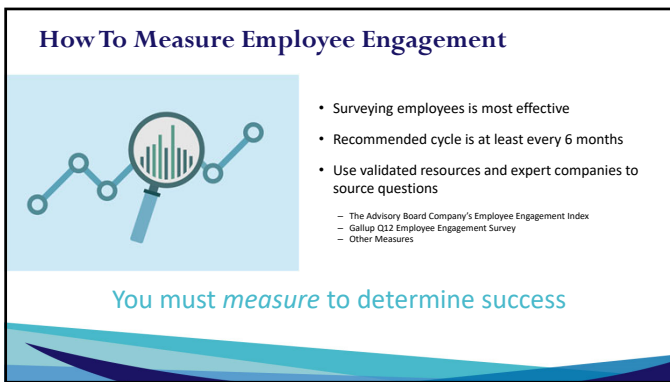 How To Measure Employee Engagement
• Surveying employees is most effective
• Recommended cycle is at least every 6 months
• Use validated resources and expert companies to
source questions
– The Advisory Board Company's Employee Engagement Index
– Gallup Q12 Employee Engagement Survey
– Other Measures
You must measure to determine success